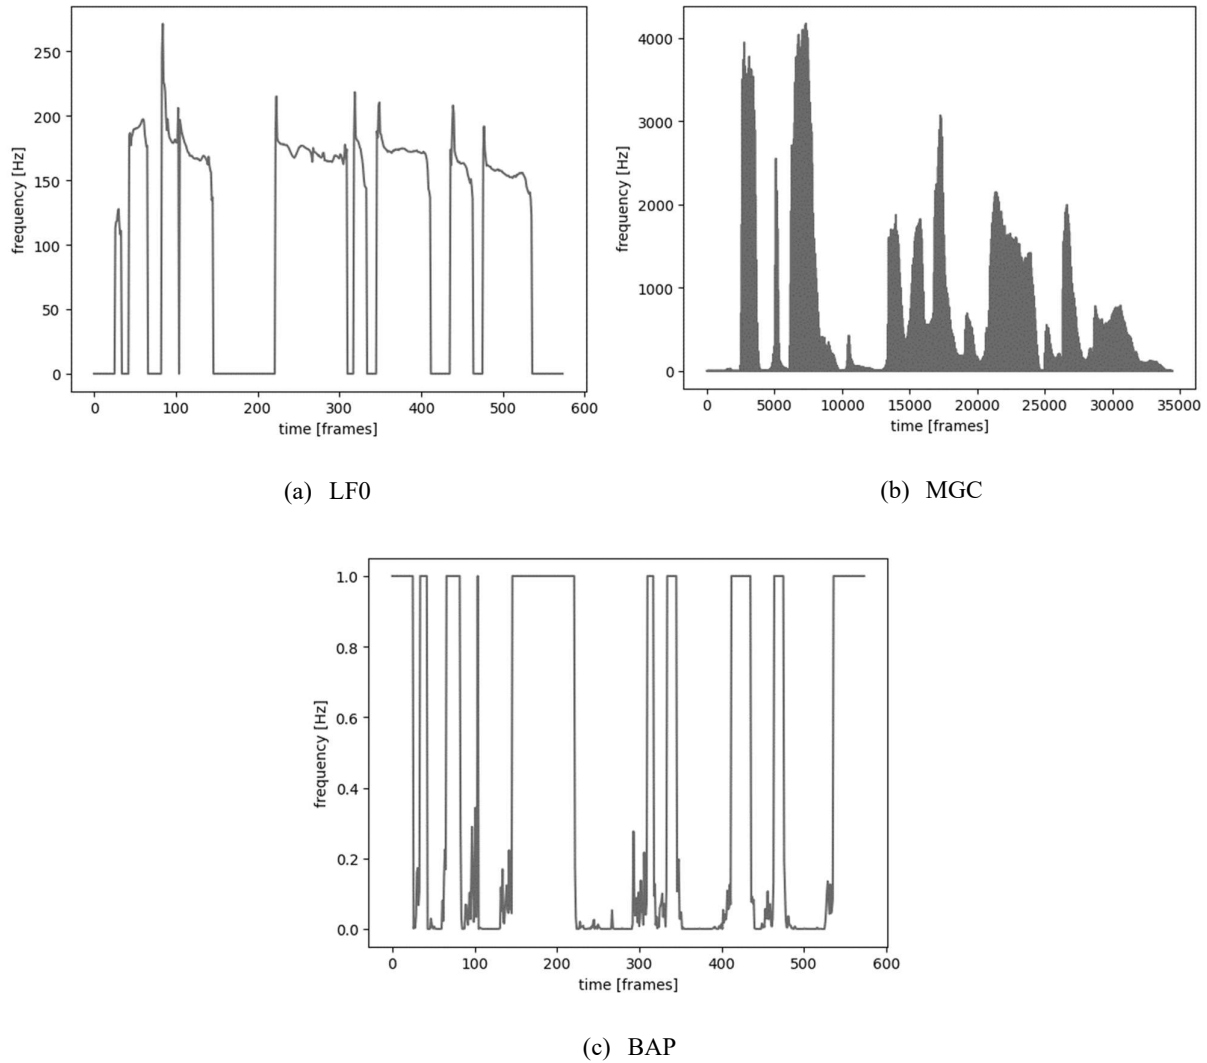 250
200
150
100
50
0
frequency [Hz]
0 100 200 300 400 500 600
time [frames]
(a) LF0
4000
3000
2000
1000
0
frequency [Hz]
0 5000 10000 15000 20000 25000 30000 35000
time [frames]
(b) MGC
1.0
0.8
0.6
0.4
0.2
0.0
frequency [Hz]
0 100 200 300 400 500 600
time [frames]
(c) BAP